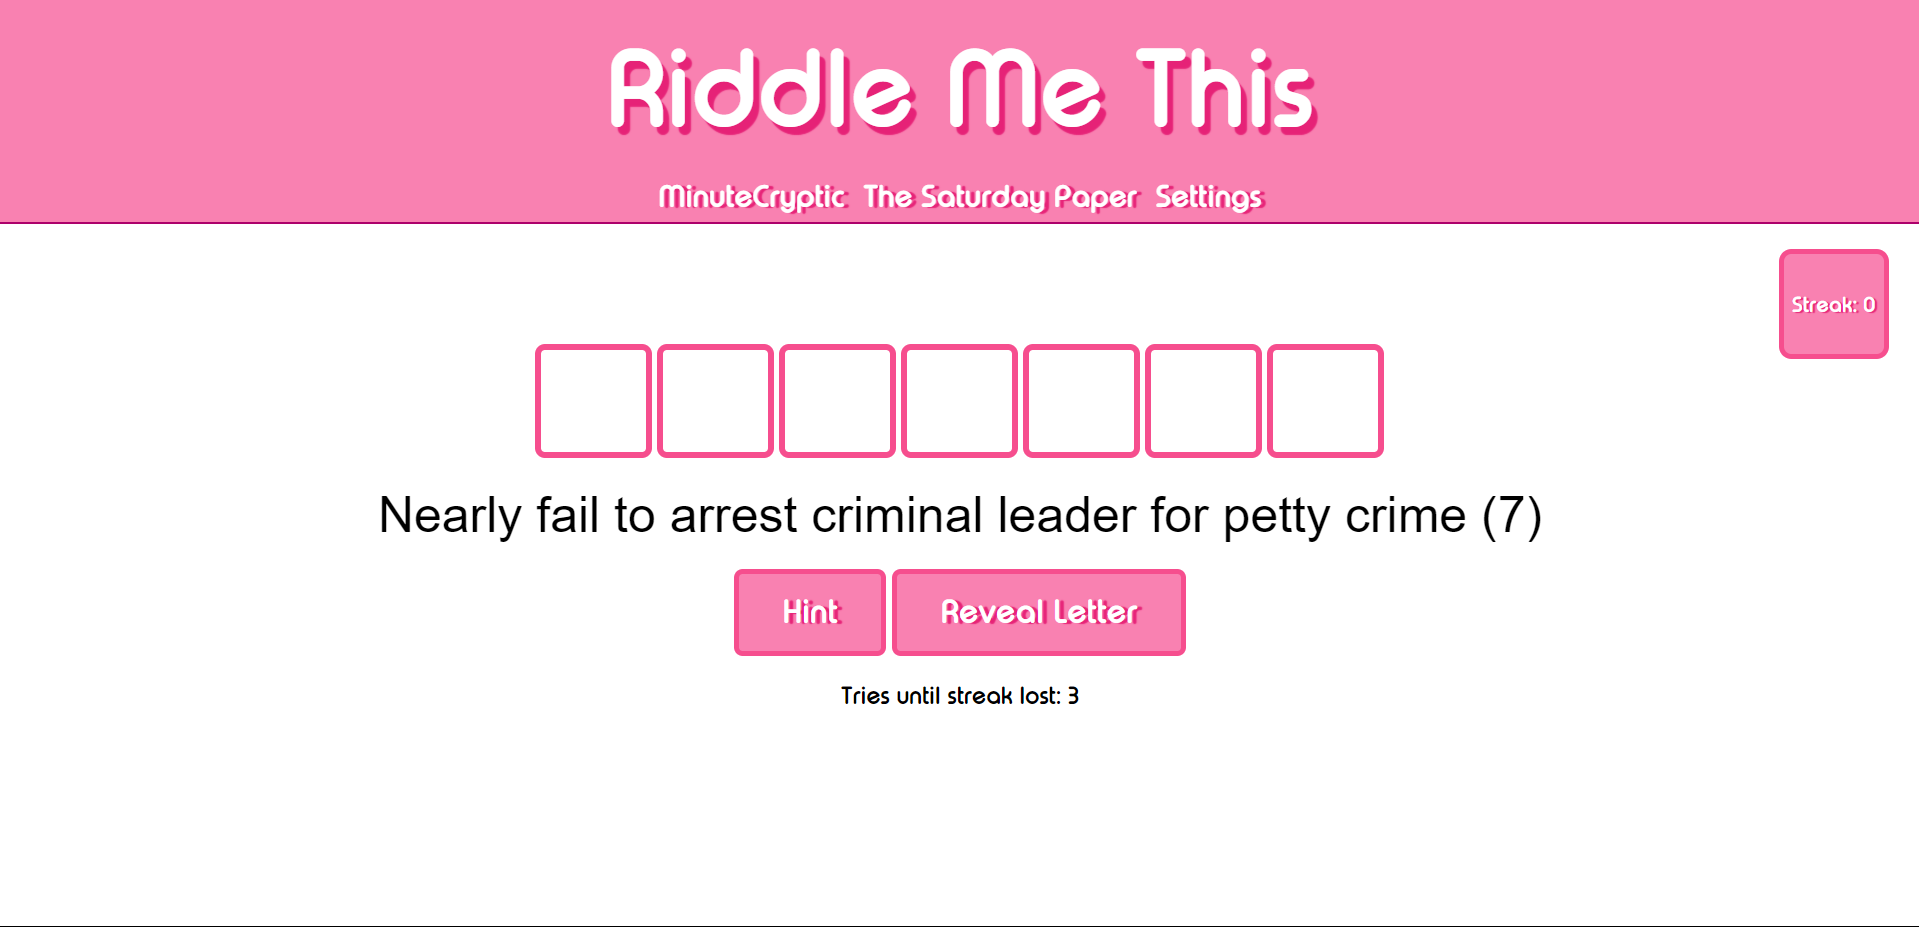 Riddle Me This
MinuteCryptic The Saturday Paper Settings
Streak: 0
Nearly fail to arrest criminal leader for petty crime (7)
Hint Reveal Letter
Tries until streak lost: 3